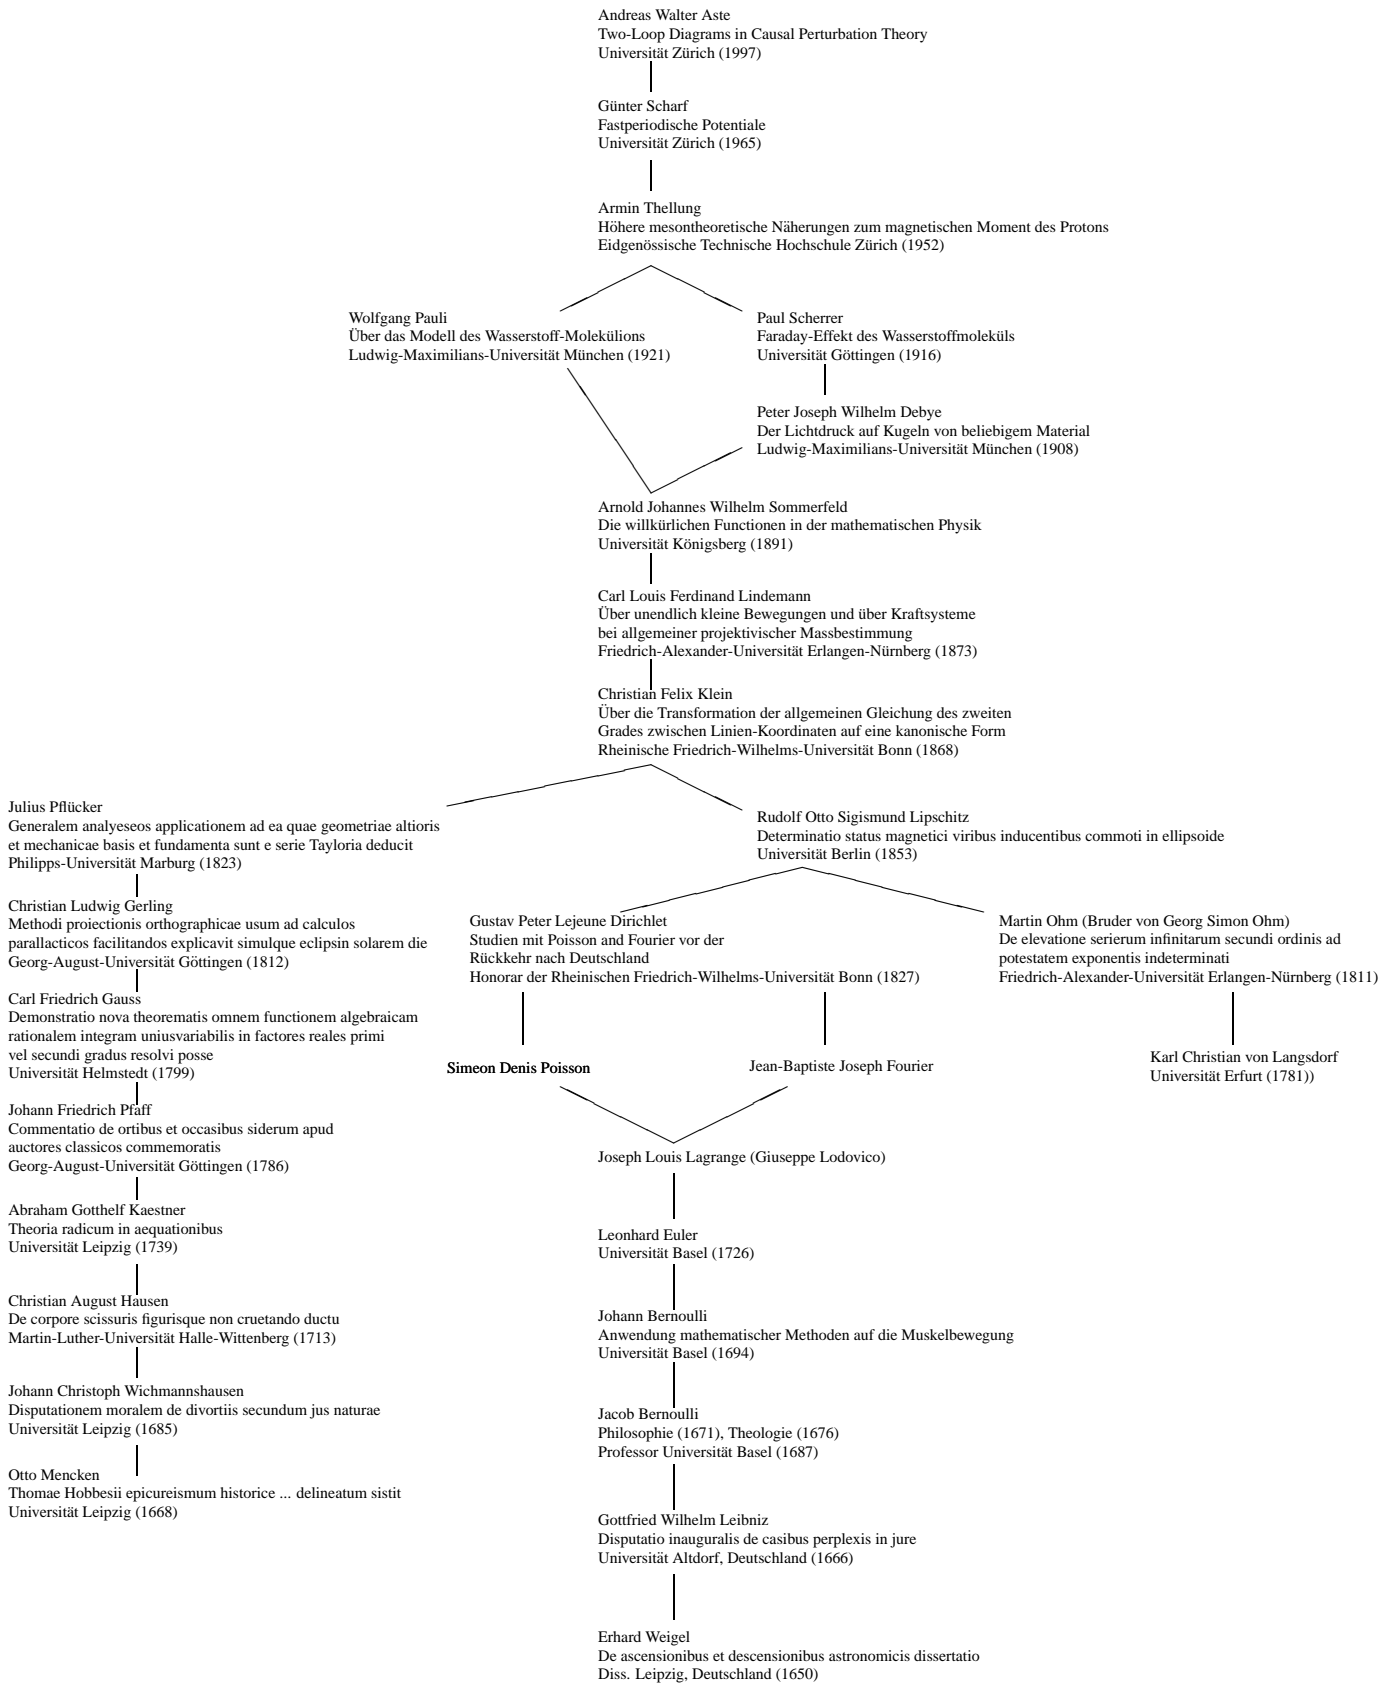 Andreas Walter Aste
Two-Loop Diagrams in Causal Perturbation Theory
Universität Zürich (1997)
Günter Scharf
Fastperiodische Potentiale
Universität Zürich (1965)
Armin Thellung
Höhere mesontheoretische Näherungen zum magnetischen Moment des Protons
Eidgenössische Technische Hochschule Zürich (1952)
Wolfgang Pauli
Über das Modell des Wasserstoff-Molekülions
Ludwig-Maximilians-Universität München (1921)
Paul Scherrer
Faraday-Effekt des Wasserstoffmoleküls
Universität Göttingen (1916)
Peter Joseph Wilhelm Debye
Der Lichtdruck auf Kugeln von beliebigem Material
Ludwig-Maximilians-Universität München (1908)
Arnold Johannes Wilhelm Sommerfeld
Die willkürlichen Functionen in der mathematischen Physik
Universität Königsberg (1891)
Carl Louis Ferdinand Lindemann
Über unendlich kleine Bewegungen und über Kraftsysteme
bei allgemeiner projektivischer Massbestimmung
Friedrich-Alexander-Universität Erlangen-Nürnberg (1873)
Christian Felix Klein
Über die Transformation der allgemeinen Gleichung des zweiten
Grades zwischen Linien-Koordinaten auf eine kanonische Form
Rheinische Friedrich-Wilhelms-Universität Bonn (1868)
Julius Pflücker
Generalem analyeseos applicationem ad ea quae geometriae altioris
et mechanicae basis et fundamenta sunt e serie Tayloria deducit
Philipps-Universität Marburg (1823)
Rudolf Otto Sigismund Lipschitz
Determinatio status magnetici viribus inducentibus commoti in ellipsoide
Universität Berlin (1853)
Christian Ludwig Gerling
Methodi proiectionis orthographicae usum ad calculos
parallacticos facilitandos explicavit simulque eclipsin solarem die
Georg-August-Universität Göttingen (1812)
Gustav Peter Lejeune Dirichlet
Studien mit Poisson and Fourier vor der
Rückkehr nach Deutschland
Honorar der Rheinischen Friedrich-Wilhelms-Universität Bonn (1827)
Martin Ohm (Bruder von Georg Simon Ohm)
De elevatione serierum infinitarum secundi ordinis ad
potestatem exponentis indeterminati
Friedrich-Alexander-Universität Erlangen-Nürnberg (1811)
Carl Friedrich Gauss
Demonstratio nova theorematis omnem functionem algebraicam
rationalem integram uniusvariabilis in factores reales primi
vel secundi gradus resolvi posse
Universität Helmstedt (1799)
Simeon Denis Poisson
Jean-Baptiste Joseph Fourier
Karl Christian von Langsdorf
Universität Erfurt (1781))
Johann Friedrich Pfaff
Commentatio de ortibus et occasibus siderum apud
auctores classicos commemoratis
Georg-August-Universität Göttingen (1786)
Joseph Louis Lagrange (Giuseppe Lodovico)
Abraham Gotthelf Kaestner
Theoria radicum in aequationibus
Universität Leipzig (1739)
Leonhard Euler
Universität Basel (1726)
Christian August Hausen
De corpore scissuris figurisque non cruetando ductu
Martin-Luther-Universität Halle-Wittenberg (1713)
Johann Bernoulli
Anwendung mathematischer Methoden auf die Muskelbewegung
Universität Basel (1694)
Johann Christoph Wichmannshausen
Disputationem moralem de divortiis secundum jus naturae
Universität Leipzig (1685)
Jacob Bernoulli
Philosophie (1671), Theologie (1676)
Professor Universität Basel (1687)
Otto Mencken
Thomae Hobbesii epicureismum historice ... delineatum sistit
Universität Leipzig (1668)
Gottfried Wilhelm Leibniz
Disputatio inauguralis de casibus perplexis in jure
Universität Altdorf, Deutschland (1666)
Erhard Weigel
De ascensionibus et descensionibus astronomicis dissertatio
Diss. Leipzig, Deutschland (1650)